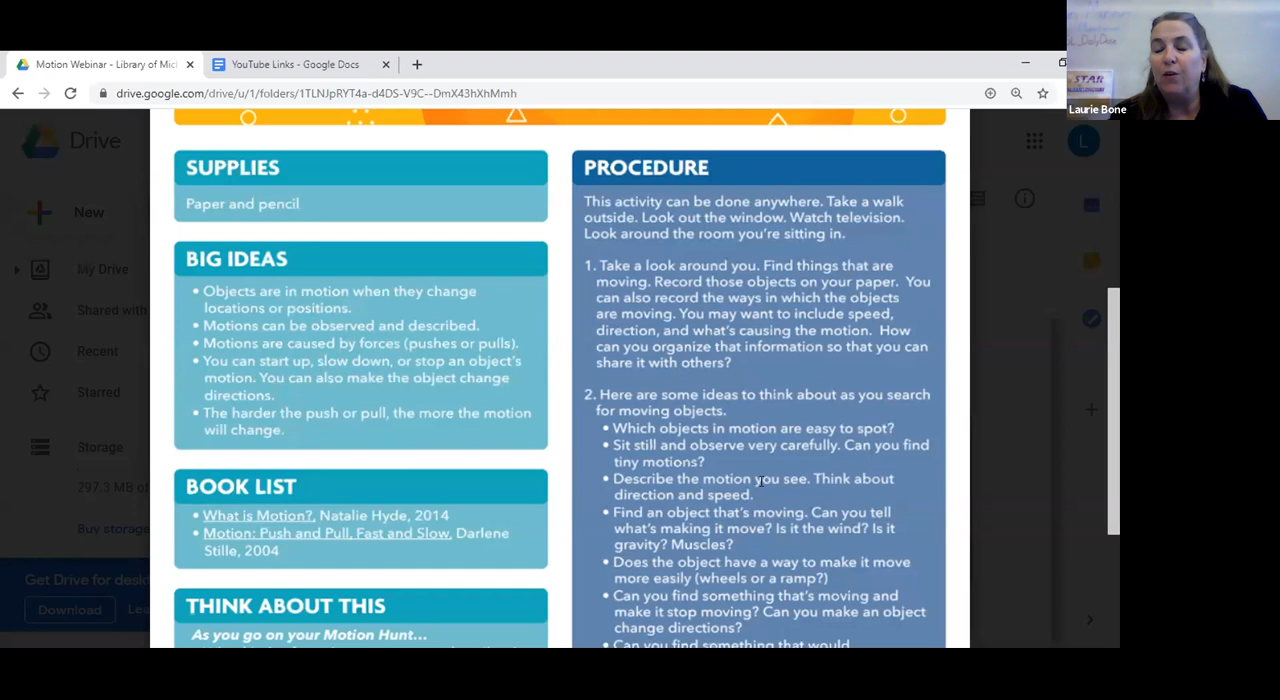 Motion Webinar - Library of Mic
YouTube Links - Google Docs
drive.google.com/drive/u/1/folders/1TLNJpRYT4a-d4DS-V9C--DmX43hXhMmh
STAR
Laurie Bone
Drive
L
New
My Drive
Shared with
Recent
Starred
Storage
297.3 MB of
Buy storage
Get Drive for deskt
Download
Lea
SUPPLIES
Paper and pencil
BIG IDEAS
• Objects are in motion when they change
locations or positions.
• Motions can be observed and described.
• Motions are caused by forces (pushes or pulls).
• You can start up, slow down, or stop an object's
motion. You can also make the object change
directions.
• The harder the push or pull, the more the motion
will change.
BOOK LIST
• What is Motion?, Natalie Hyde, 2014
• Motion: Push and Pull, Fast and Slow, Darlene
Stille, 2004
THINK ABOUT THIS
As you go on your Motion Hunt...
PROCEDURE
This activity can be done anywhere. Take a walk
outside. Look out the window. Watch television.
Look around the room you're sitting in.
1. Take a look around you. Find things that are
moving. Record those objects on your paper. You
can also record the ways in which the objects
are moving. You may want to include speed,
direction, and what's causing the motion. How
can you organize that information so that you can
share it with others?
2. Here are some ideas to think about as you search
for moving objects.
• Which objects in motion are easy to spot?
• Sit still and observe very carefully. Can you find
tiny motions?
• Describe the motion you see. Think about
direction and speed.
• Find an object that's moving. Can you tell
what's making it move? Is it the wind? Is it
gravity? Muscles?
• Does the object have a way to make it move
more easily (wheels or a ramp?)
• Can you find something that's moving and
make it stop moving? Can you make an object
change directions?
• Can you find something that would